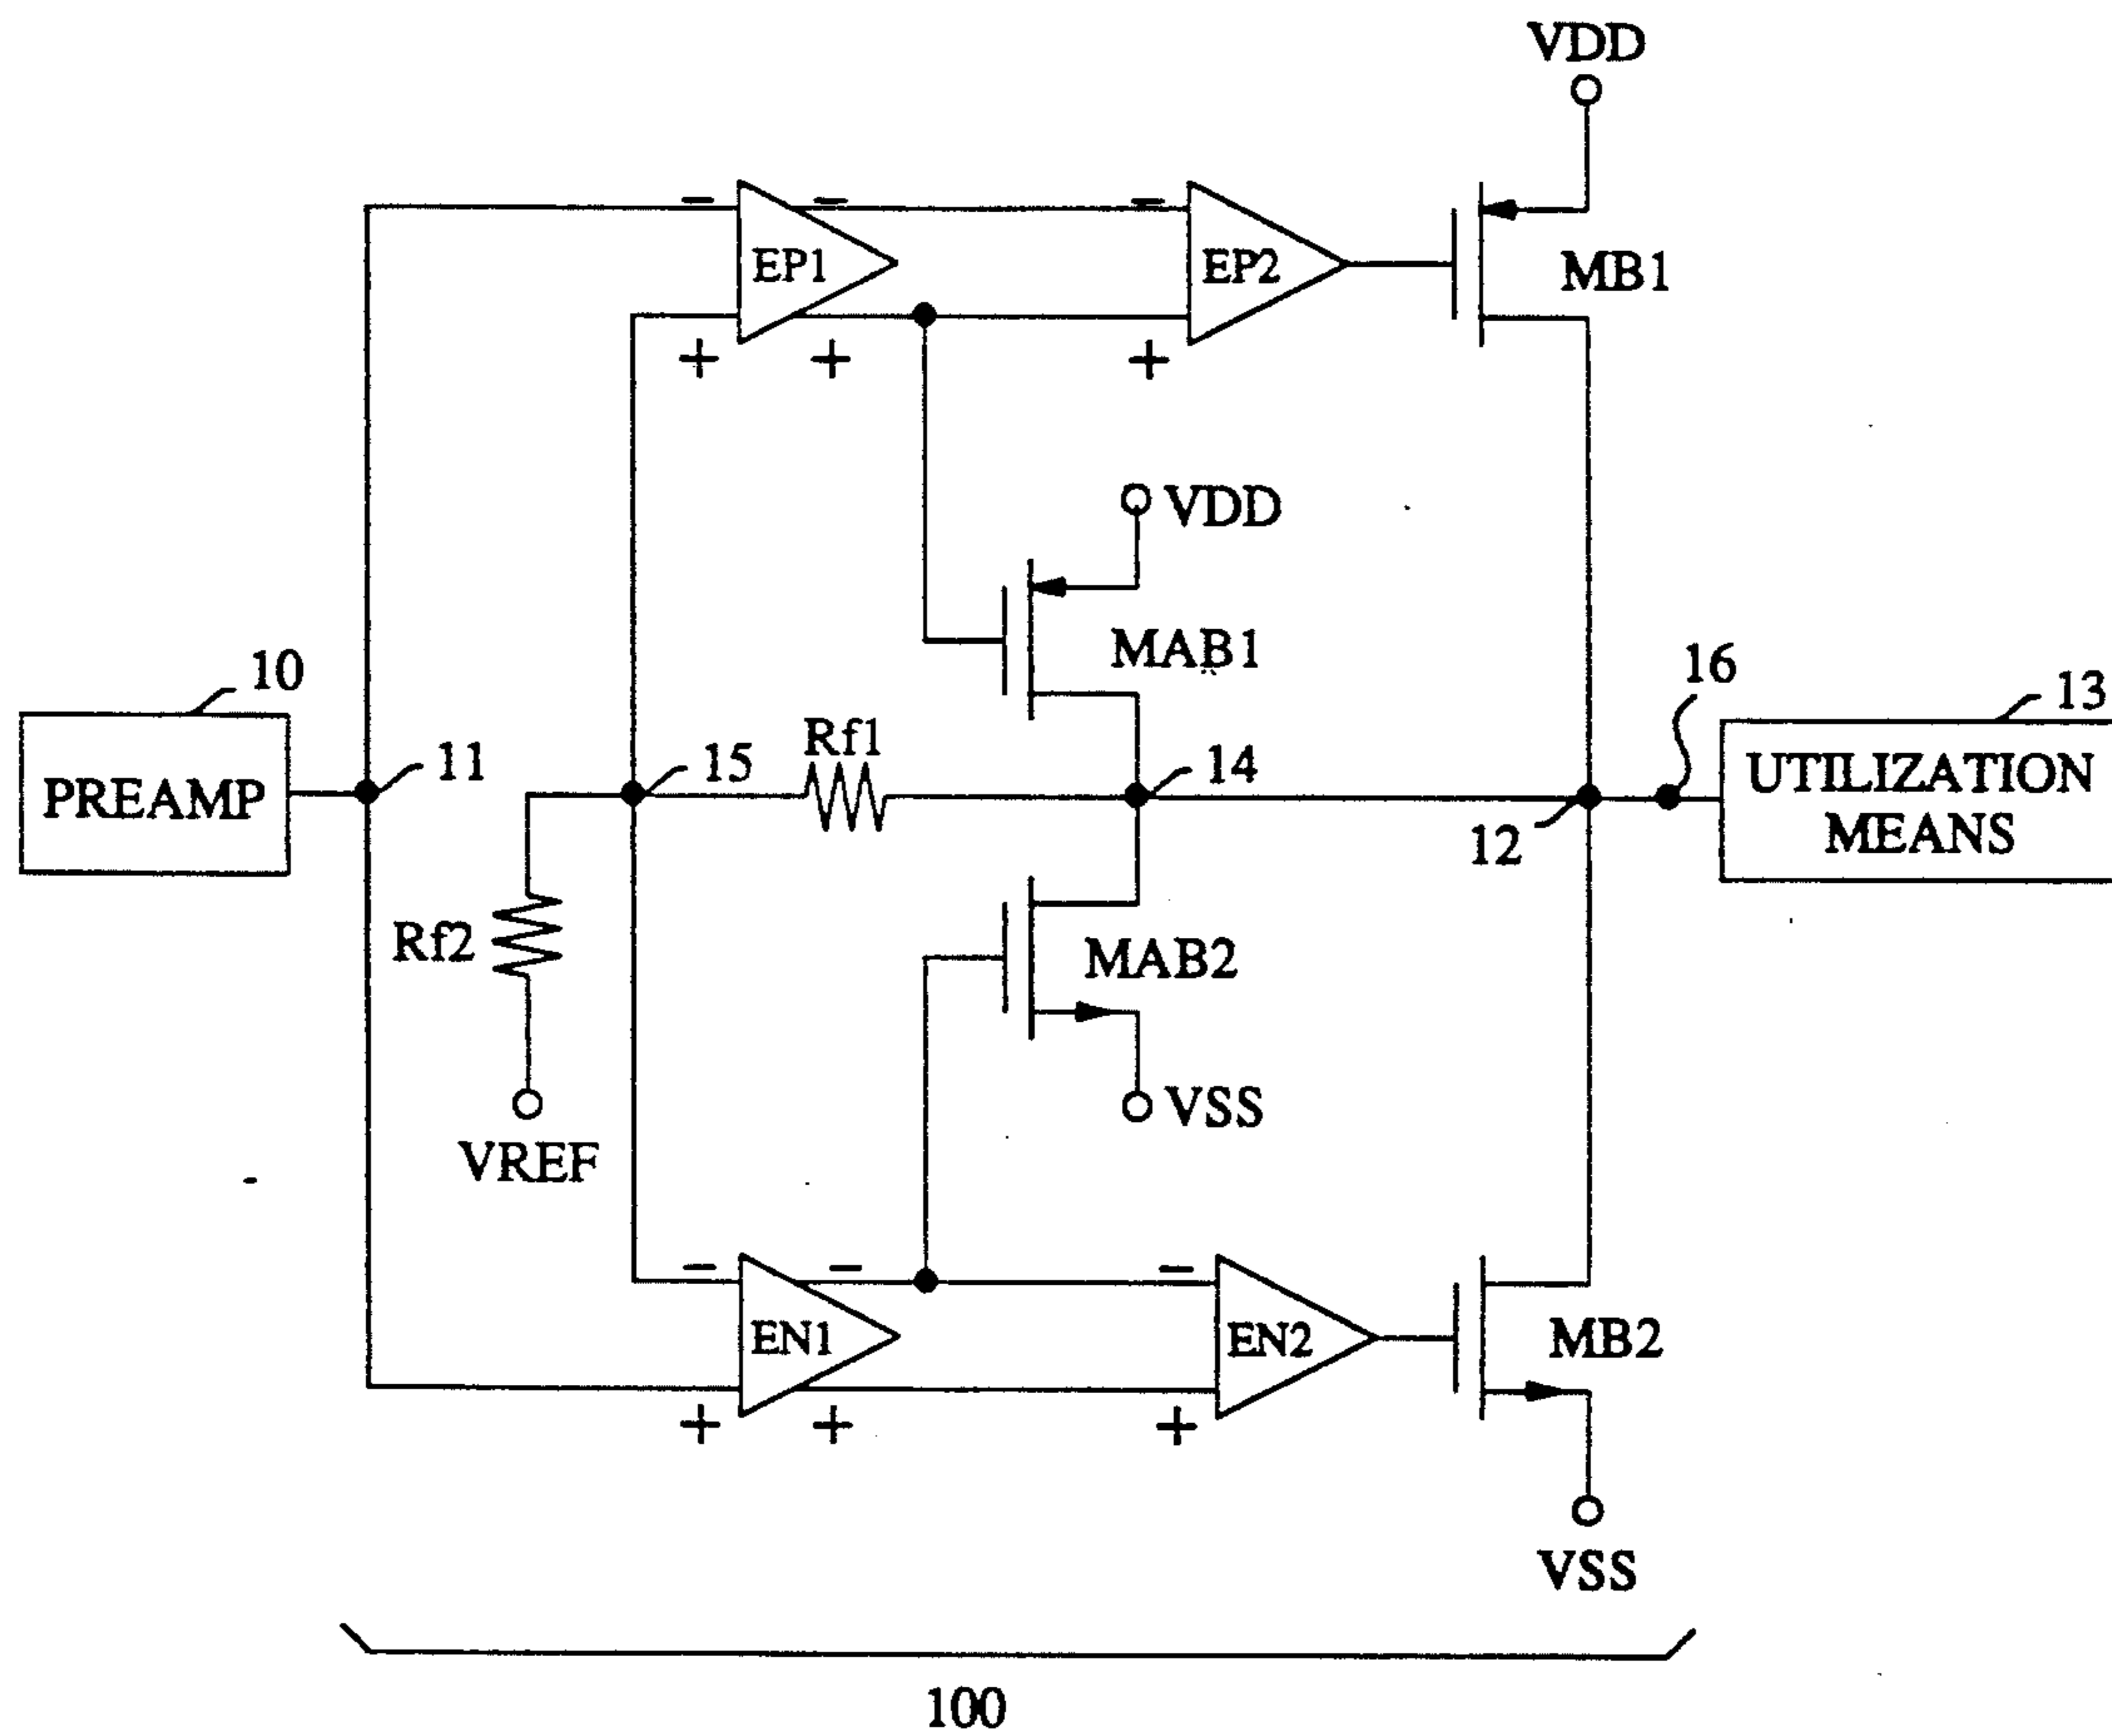 VDD
- - -
EP1
EP2
MB1
+ + +
VDD
MAB1
10
PREAMP
11
15
Rf1
14
16
12
13
UTILIZATION
MEANS
Rf2
MAB2
VREF
VSS
- - -
EN1
EN2
MB2
+ + +
VSS
100